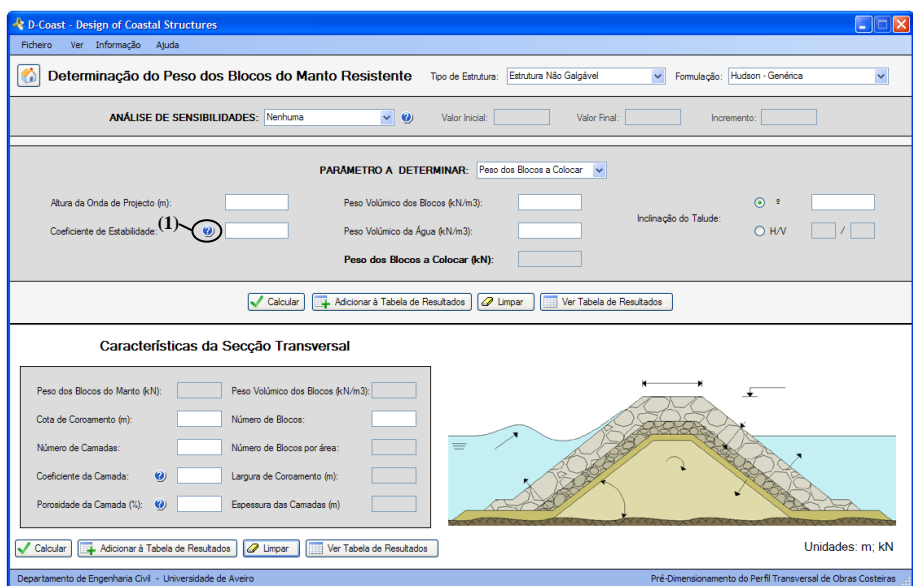 D-Coast - Design of Coastal Structures
Ficheiro Ver Informação Ajuda
Determinação do Peso dos Blocos do Manto Resistente Tipo de Estrutura: Estrutura Não Galgável Formulação: Hudson - Genérica
ANÁLISE DE SENSIBILIDADES: Nenhuma Valor Inicial: Valor Final: Incremento:
PARÂMETRO A DETERMINAR: Peso dos Blocos a Colocar
Altura da Onda de Projecto (m): Peso Volúmico dos Blocos (kN/m3): º
Inclinação do Talude:
Coeficiente de Estabilidade: (1) Peso Volúmico da Água (kN/m3): H/V /
Peso dos Blocos a Colocar (kN):
Calcular Adicionar à Tabela de Resultados Limpar Ver Tabela de Resultados
Características da Secção Transversal
Peso dos Blocos do Manto (kN): Peso Volúmico dos Blocos (kN/m3):
Cota de Coroamento (m): Número de Blocos:
Número de Camadas: Número de Blocos por área:
Coeficiente da Camada: Largura de Coroamento (m):
Porosidade da Camada (%): Espessura das Camadas (m)
Calcular Adicionar à Tabela de Resultados Limpar Ver Tabela de Resultados Unidades: m; kN
Departamento de Engenharia Civil - Universidade de Aveiro Pré-Dimensionamento do Perfil Transversal de Obras Costeiras